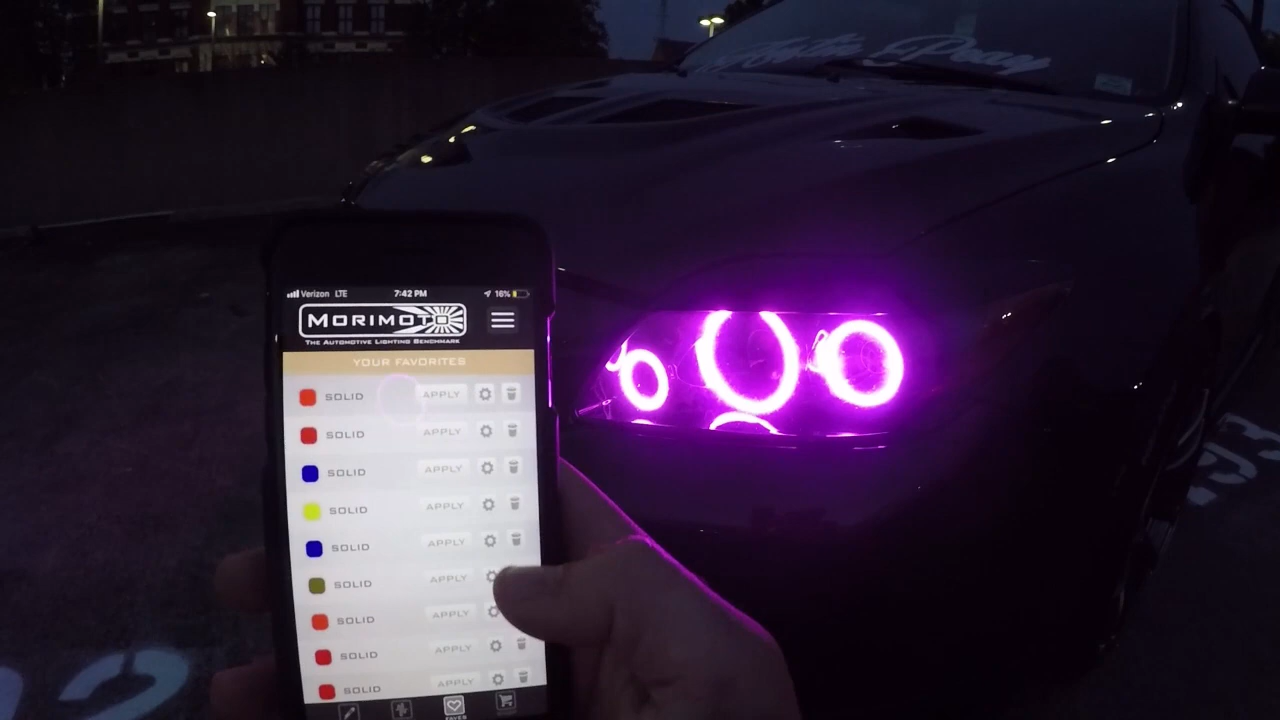 Verizon LTE 7:42 PM 16%
MORIMOTO
THE AUTOMOTIVE LIGHTING BENCHMARK
YOUR FAVORITES
SOLID APPLY
SOLID APPLY
SOLID APPLY
SOLID APPLY
SOLID APPLY
SOLID APPLY
SOLID APPLY
SOLID APPLY
SOLID APPLY
FAVES